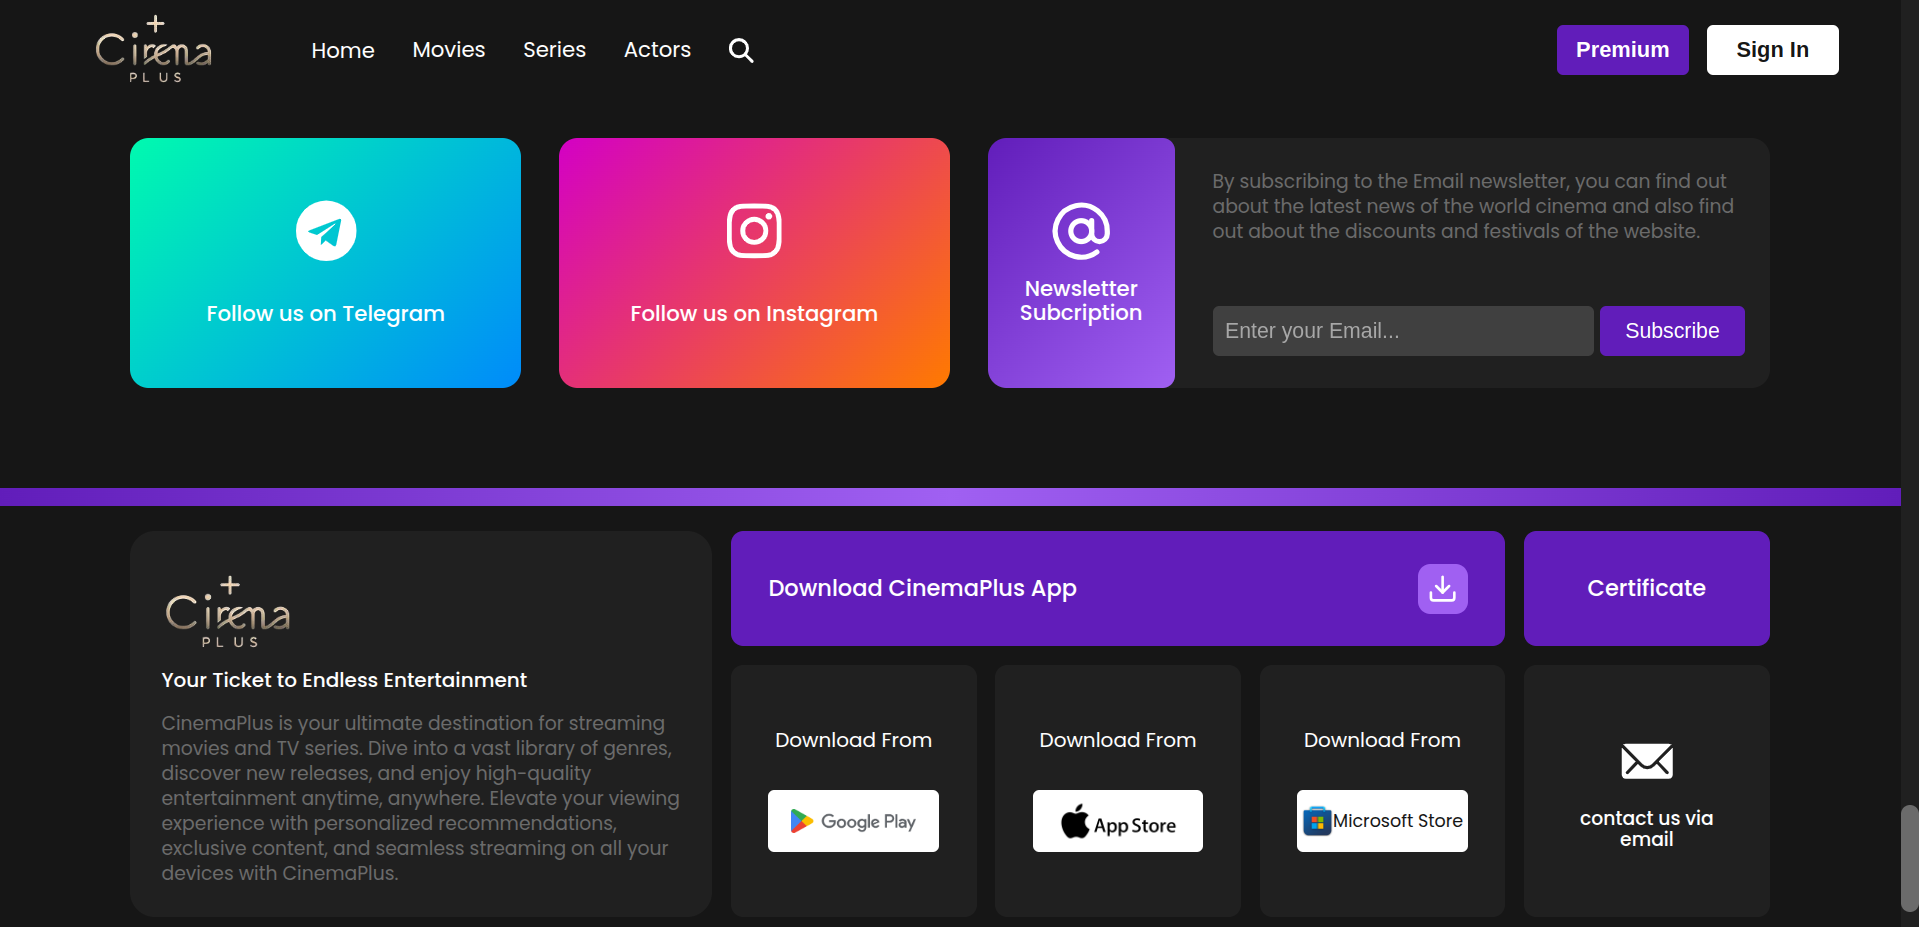 Cinema
PLUS
Home
Movies
Series
Actors
Premium
Sign In
Follow us on Telegram
Follow us on Instagram
Newsletter
Subcription
By subscribing to the Email newsletter, you can find out
about the latest news of the world cinema and also find
out about the discounts and festivals of the website.
Enter your Email...
Subscribe
Cinema
PLUS
Your Ticket to Endless Entertainment
CinemaPlus is your ultimate destination for streaming
movies and TV series. Dive into a vast library of genres,
discover new releases, and enjoy high-quality
entertainment anytime, anywhere. Elevate your viewing
experience with personalized recommendations,
exclusive content, and seamless streaming on all your
devices with CinemaPlus.
Download CinemaPlus App
Certificate
Download From
Google Play
Download From
App Store
Download From
Microsoft Store
contact us via
email